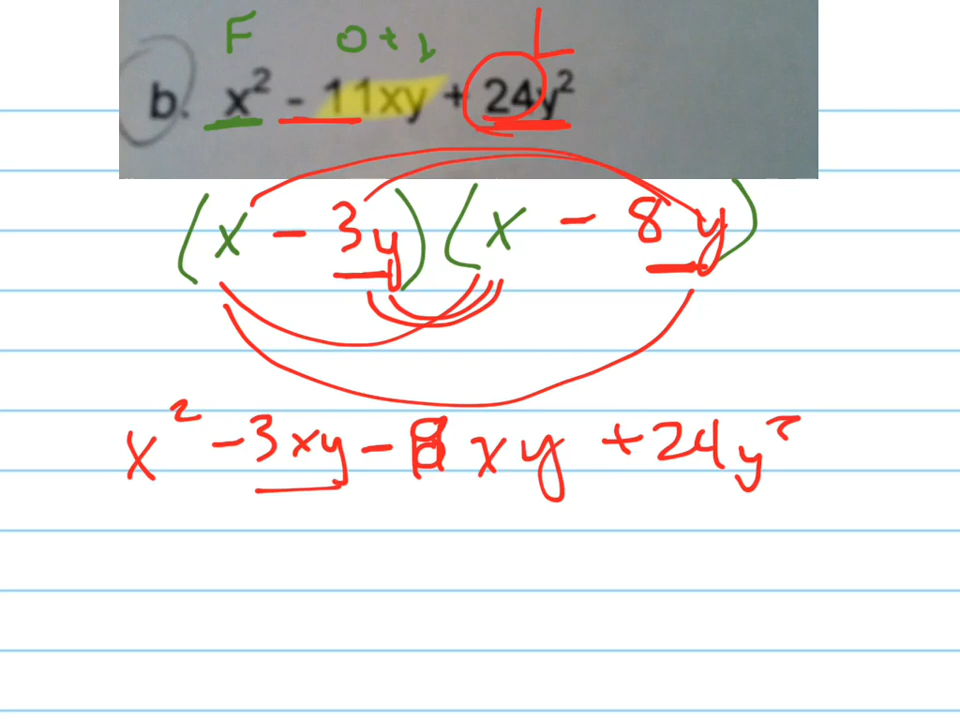 F O + I L
b. x² - 11xy + 24y²
(x - 3y)(x - 8y)
x² - 3xy - 8xy + 24y²